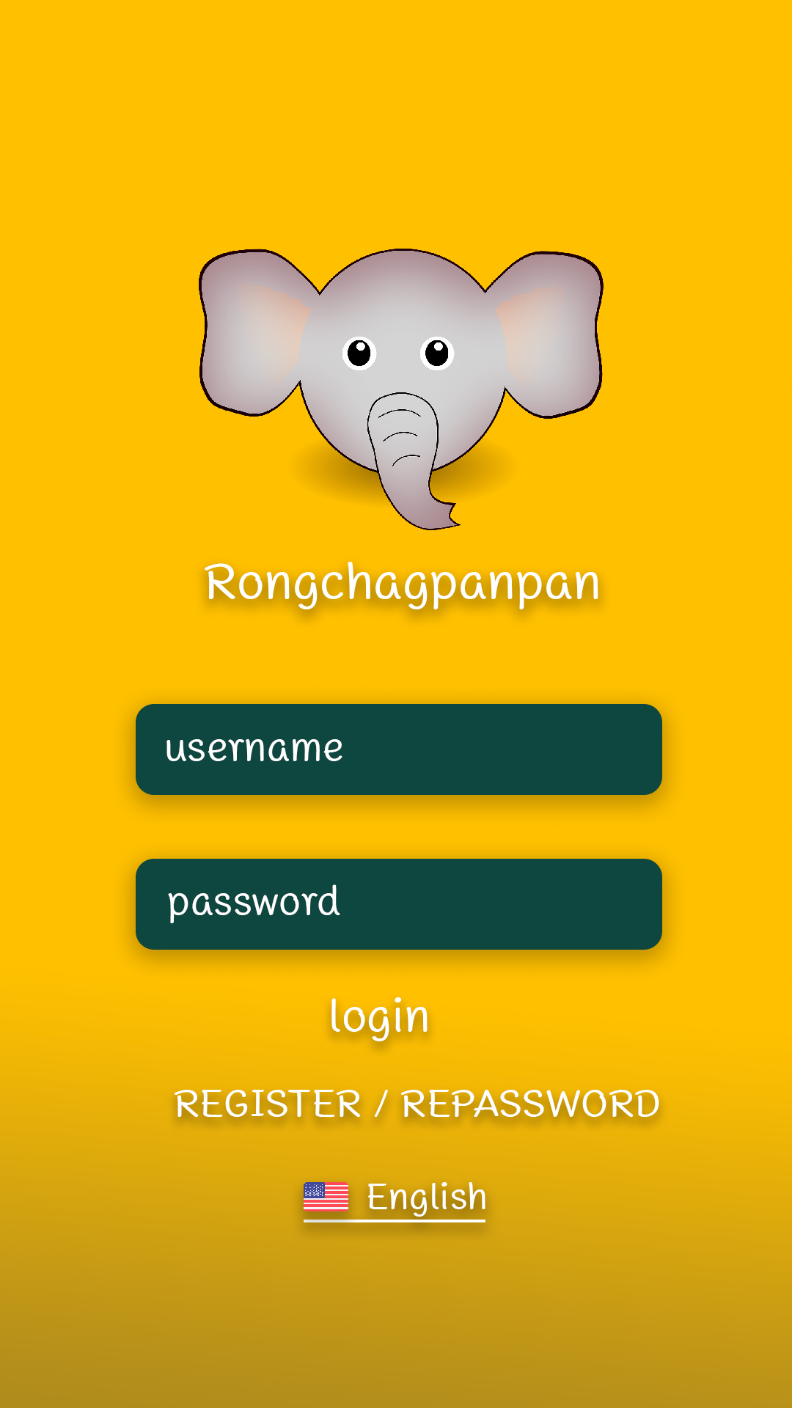 Rongchagpanpan
username
password
login
REGISTER / REPASSWORD
English